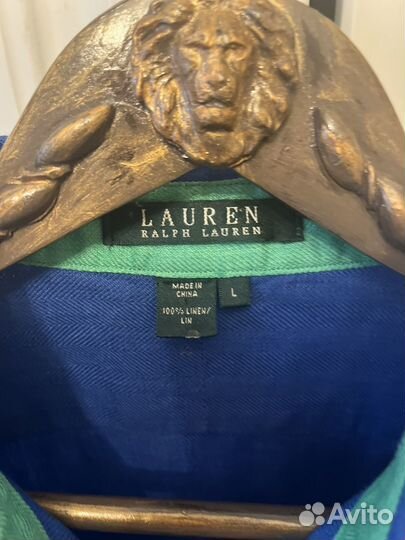 LAUREN
RALPH LAUREN
MADE IN
CHINA
L
100% LINEN/
LIN
Avito